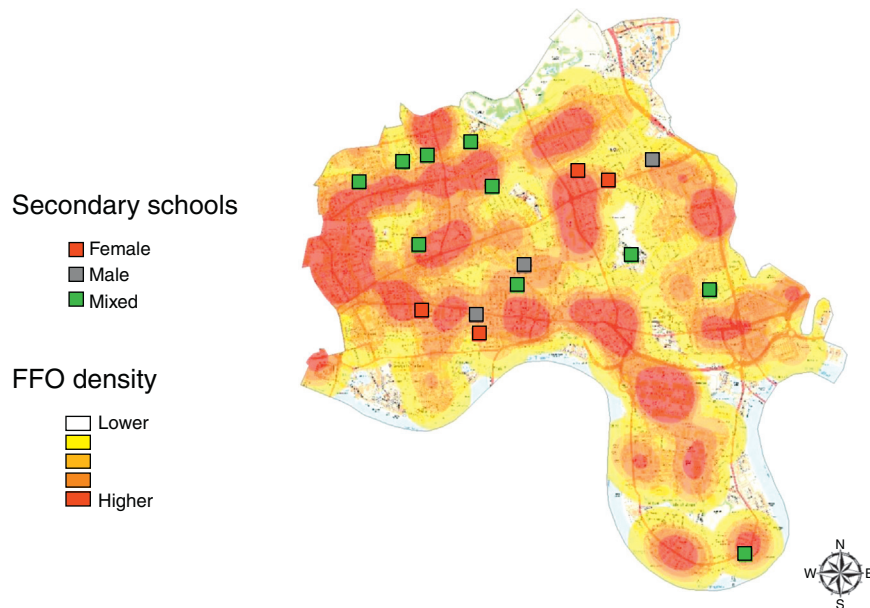 Secondary schools
Female
Male
Mixed
FFO density
Lower
Higher
N
W
E
S